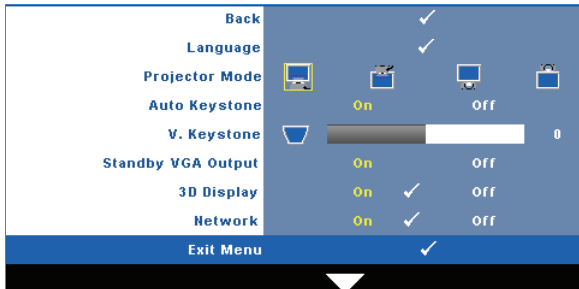 Back
Language
Projector Mode
Auto Keystone On Off
V. Keystone 0
Standby VGA Output On Off
3D Display On Off
Network On Off
Exit Menu